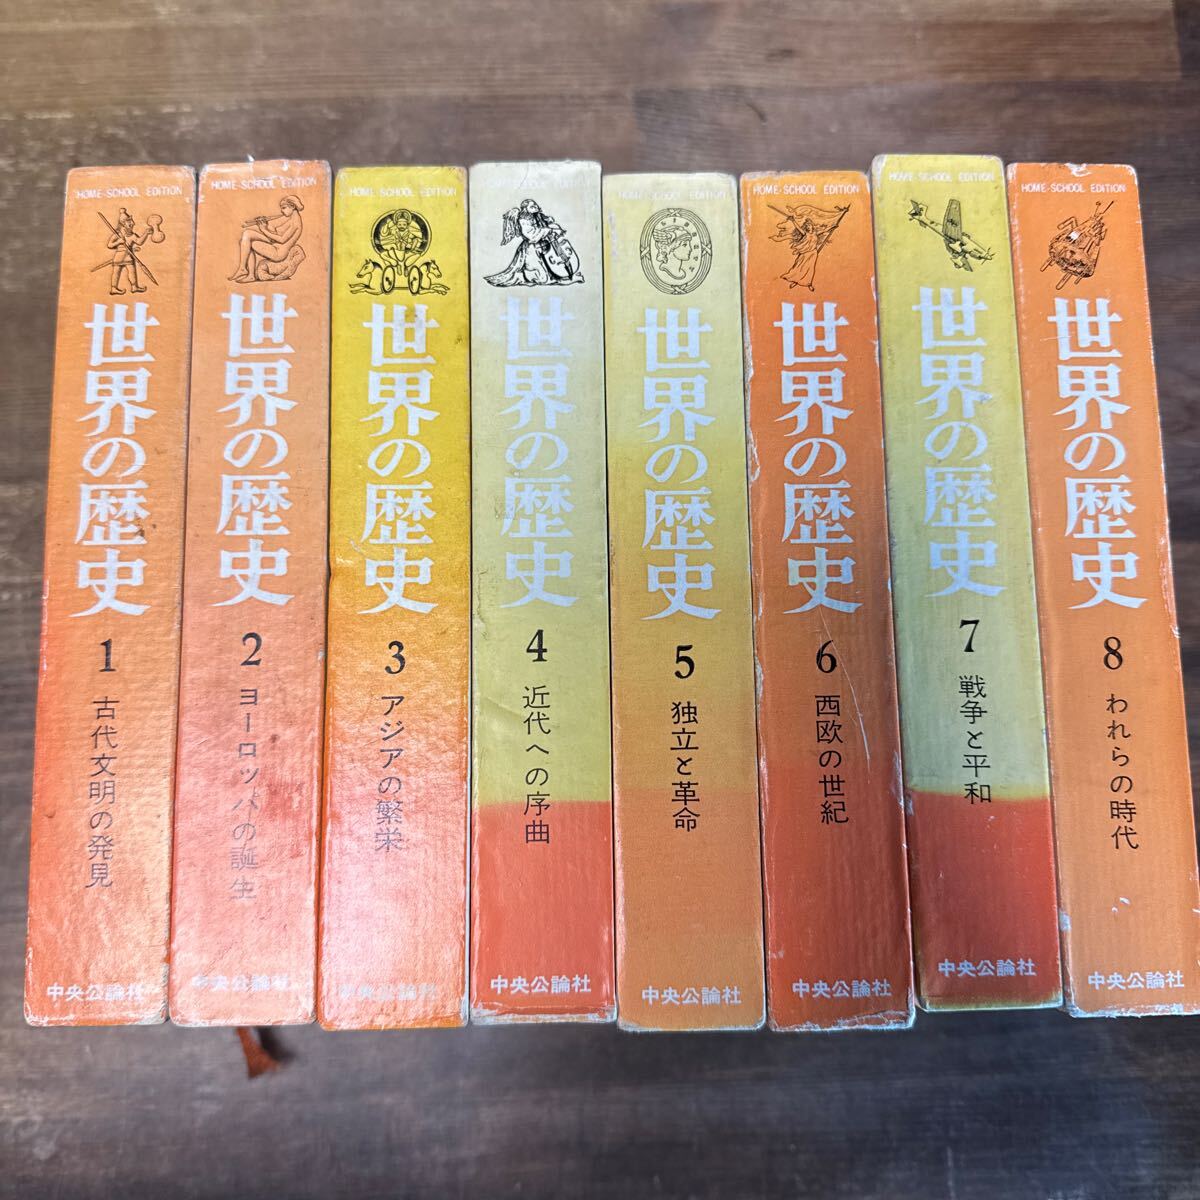 HOME-SCHOOL EDITION
世界の歴史
1
古代文明の発見
中央公論社
HOME-SCHOOL EDITION
世界の歴史
2
ヨーロッパの誕生
中央公論社
HOME-SCHOOL EDITION
世界の歴史
3
アジアの繁栄
中央公論社
HOME-SCHOOL EDITION
世界の歴史
4
近代への序曲
中央公論社
HOME-SCHOOL EDITION
世界の歴史
5
独立と革命
中央公論社
HOME-SCHOOL EDITION
世界の歴史
6
西欧の世紀
中央公論社
HOME-SCHOOL EDITION
世界の歴史
7
戦争と平和
中央公論社
HOME-SCHOOL EDITION
世界の歴史
8
われらの時代
中央公論社